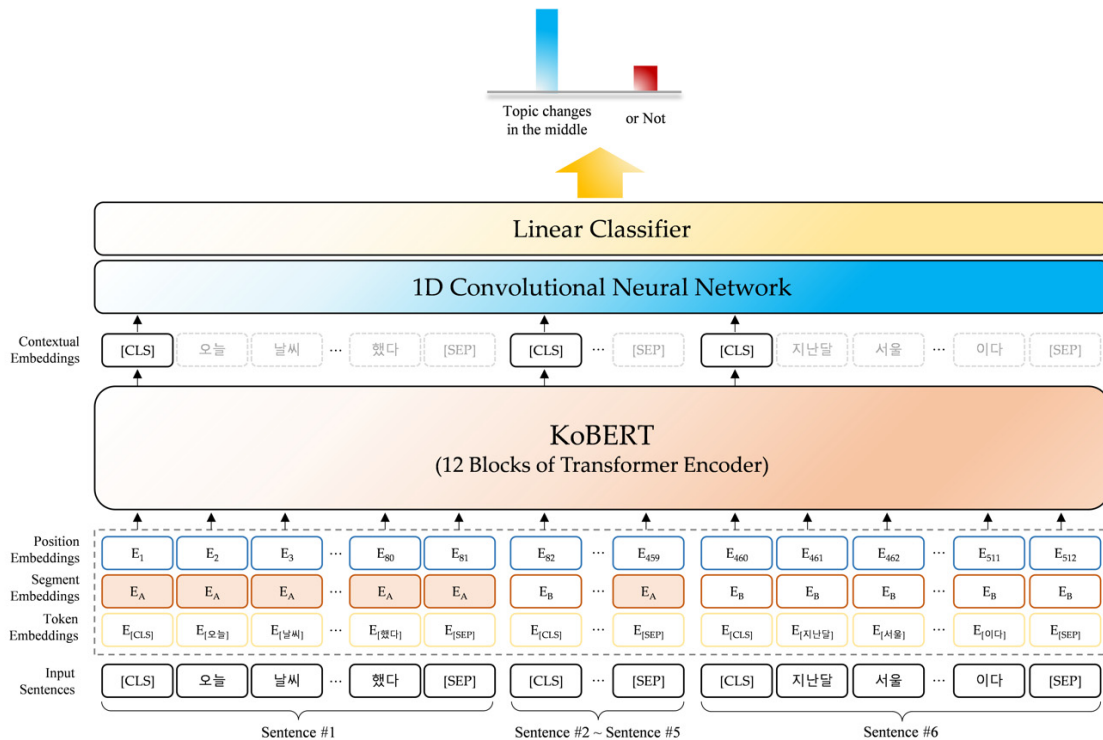 Topic changes
in the middle
or Not
Linear Classifier
1D Convolutional Neural Network
Contextual
Embeddings
[CLS] 오늘 날씨 ... 했다 [SEP] [CLS] ... [SEP] [CLS] 지난달 서울 ... 이다 [SEP]
KoBERT
(12 Blocks of Transformer Encoder)
Position
Embeddings
E1 E2 E3 ... E80 E81 E82 ... E459 E460 E461 E462 ... E511 E512
Segment
Embeddings
EA EA EA ... EA EA EB ... EA EB EB EB ... EB EB
Token
Embeddings
E[CLS] E[오늘] E[날씨] ... E[했다] E[SEP] E[CLS] ... E[SEP] E[CLS] E[지난달] E[서울] ... E[이다] E[SEP]
Input
Sentences
[CLS] 오늘 날씨 ... 했다 [SEP] [CLS] ... [SEP] [CLS] 지난달 서울 ... 이다 [SEP]
Sentence #1 Sentence #2 ~ Sentence #5 Sentence #6